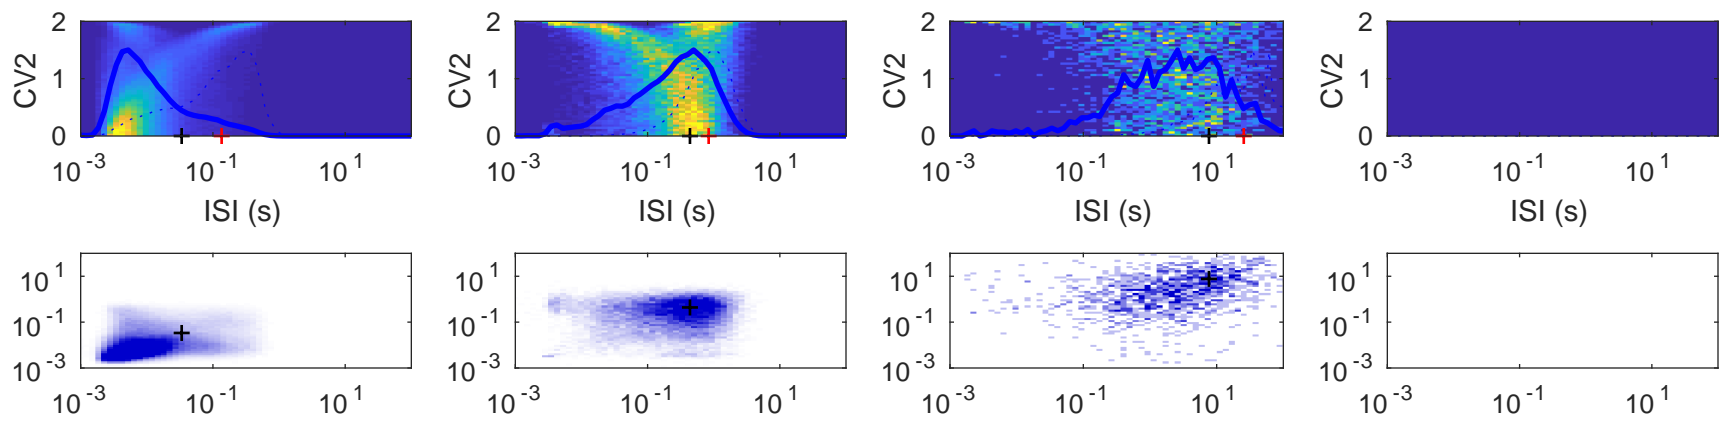 2 2 2 2
CV2 CV2 CV2 CV2
1 1 1 1
0 0 0 0
10^-3 10^-1 10^1 10^-3 10^-1 10^1 10^-3 10^-1 10^1 10^-3 10^-1 10^1
ISI (s) ISI (s) ISI (s) ISI (s)
10^1 10^1 10^1 10^1
10^-1 10^-1 10^-1 10^-1
10^-3 10^-3 10^-3 10^-3
10^-3 10^-1 10^1 10^-3 10^-1 10^1 10^-3 10^-1 10^1 10^-3 10^-1 10^1